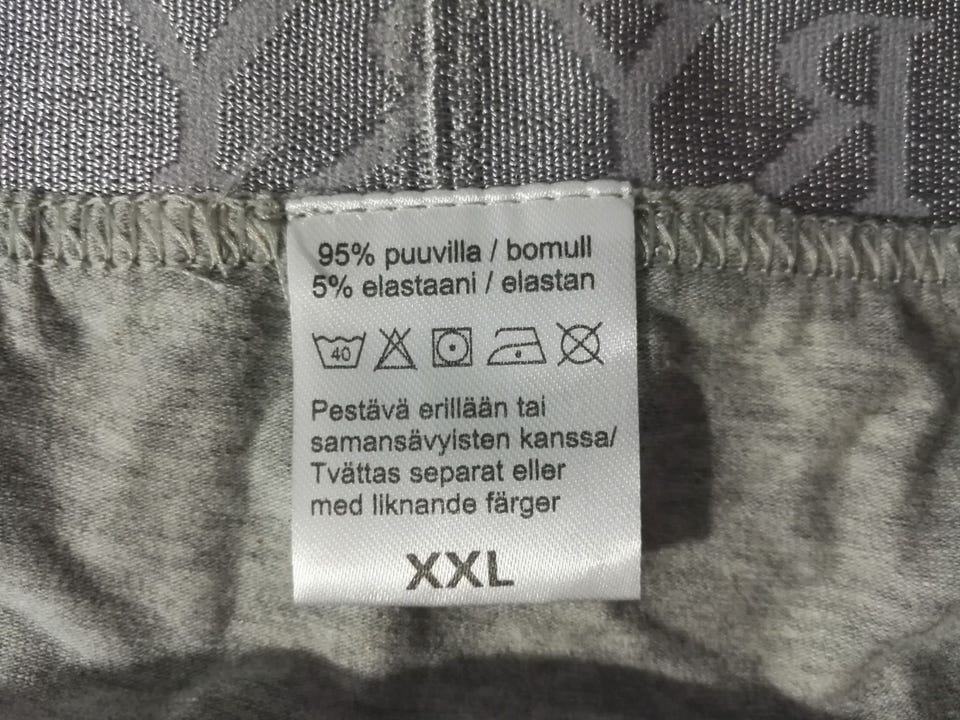 95% puuvilla / bomull
5% elastaani / elastan
40
Pestävä erillään tai
samansävyisten kanssa/
Tvättas separat eller
med liknande färger
XXL